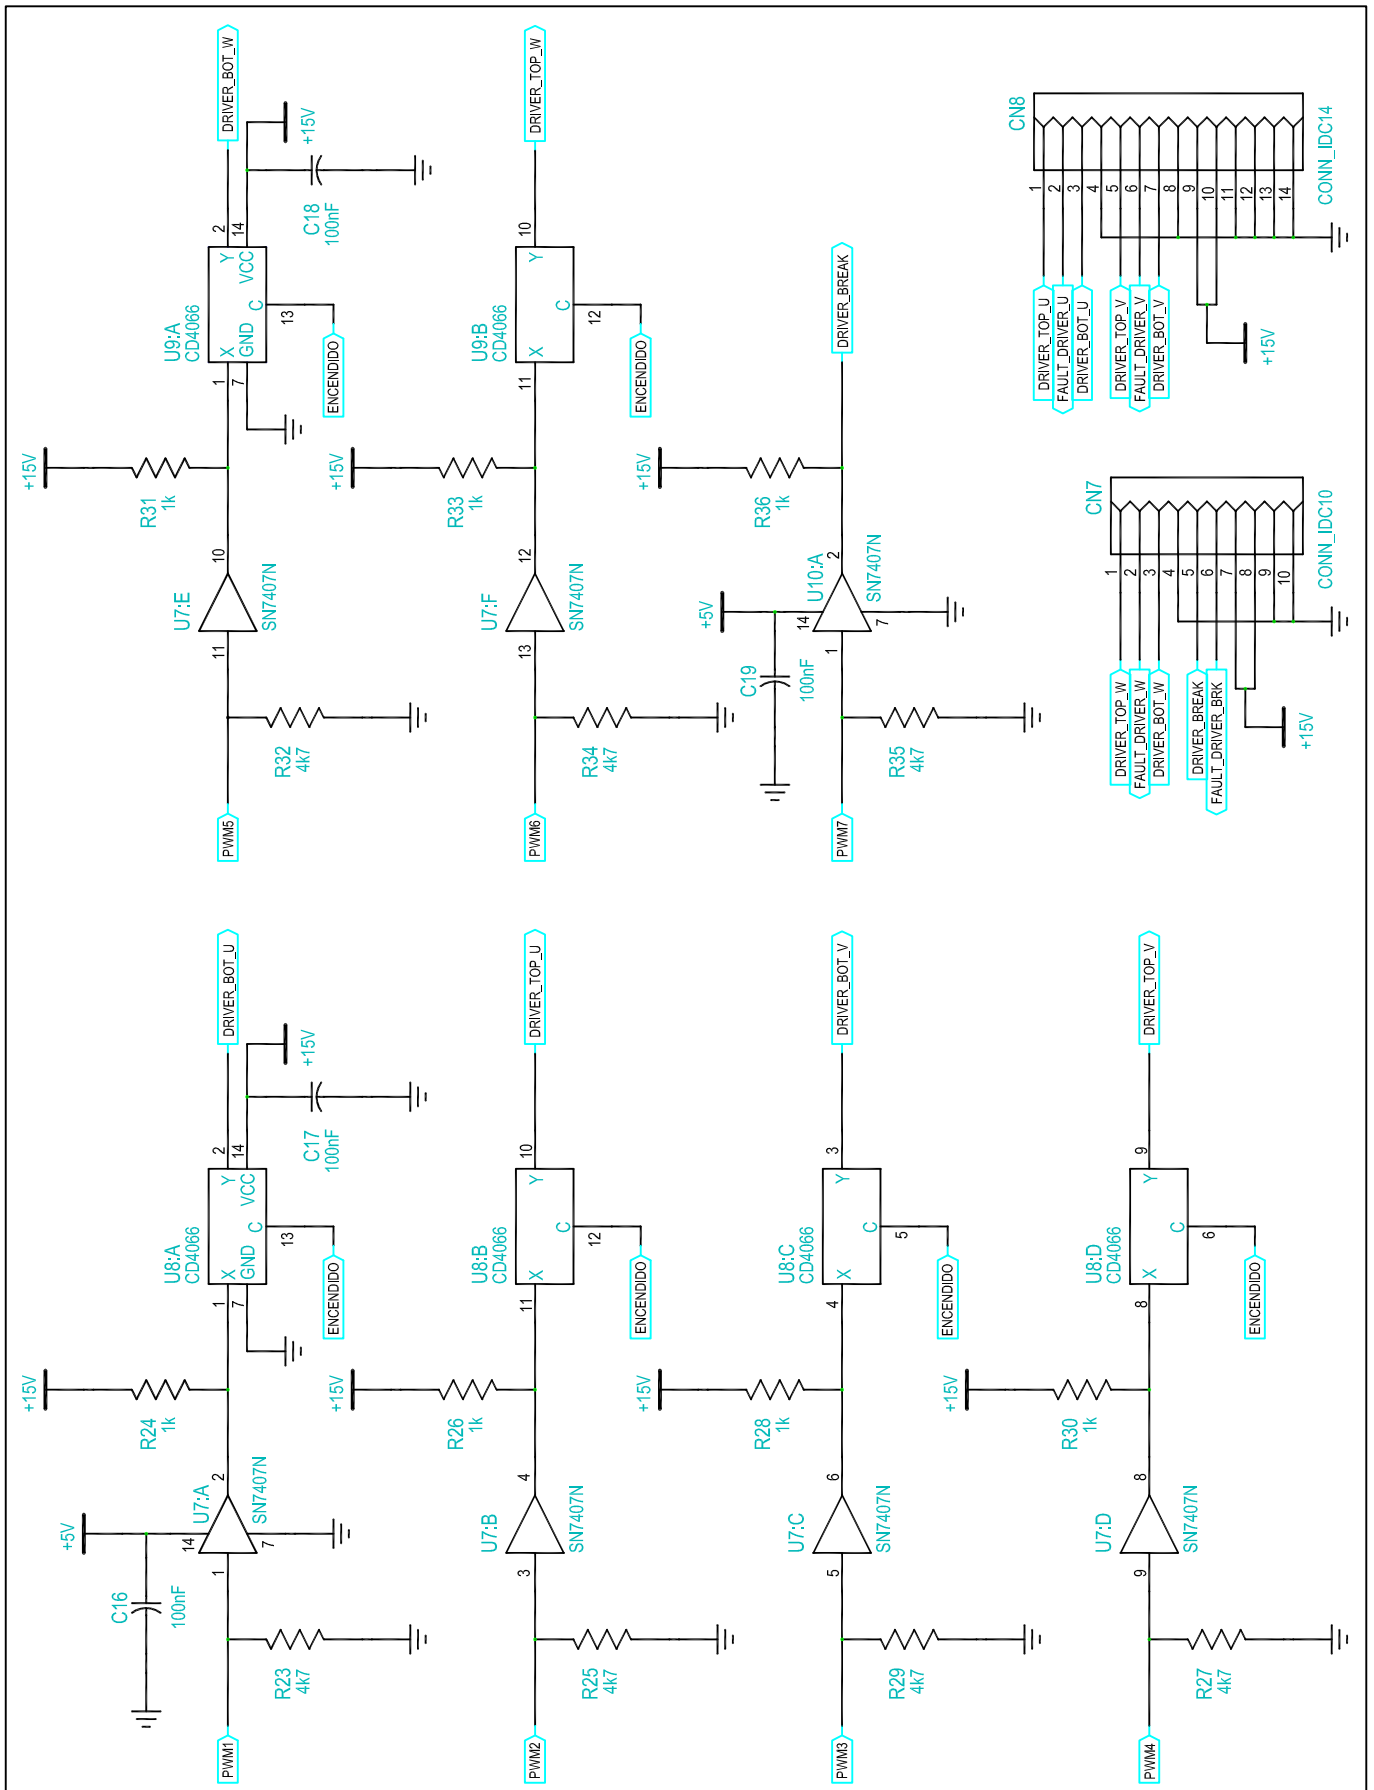 PWM1
R23
4k7
C16
100nF
+5V
14
7
1
2
U7:A
SN7407N
+15V
R24
1k
U8:A
CD4066
1
7
X
GND
Y
VCC
C
2
14
13
ENCENDIDO
+15V
C17
100nF
DRIVER_BOT_U
PWM2
R25
4k7
3
4
U7:B
SN7407N
+15V
R26
1k
U8:B
CD4066
11
X
Y
C
10
12
ENCENDIDO
DRIVER_TOP_U
PWM3
R29
4k7
5
6
U7:C
SN7407N
+15V
R28
1k
U8:C
CD4066
4
X
Y
C
3
5
ENCENDIDO
DRIVER_BOT_V
PWM4
R27
4k7
9
8
U7:D
SN7407N
+15V
R30
1k
U8:D
CD4066
8
X
Y
C
9
6
ENCENDIDO
DRIVER_TOP_V
PWM5
R32
4k7
11
10
U7:E
SN7407N
+15V
R31
1k
U9:A
CD4066
1
7
X
GND
Y
VCC
C
2
14
13
ENCENDIDO
+15V
C18
100nF
DRIVER_BOT_W
PWM6
R34
4k7
13
12
U7:F
SN7407N
+15V
R33
1k
U9:B
CD4066
11
X
Y
C
10
12
ENCENDIDO
DRIVER_TOP_W
PWM7
R35
4k7
C19
100nF
+5V
14
7
1
2
U10:A
SN7407N
+15V
R36
1k
DRIVER_BREAK
CN7
1
2
3
4
5
6
7
8
9
10
CONN_IDC10
DRIVER_TOP_W
FAULT_DRIVER_W
DRIVER_BOT_W
DRIVER_BREAK
FAULT_DRIVER_BRK
+15V
CN8
1
2
3
4
5
6
7
8
9
10
11
12
13
14
CONN_IDC14
DRIVER_TOP_U
FAULT_DRIVER_U
DRIVER_BOT_U
DRIVER_TOP_V
FAULT_DRIVER_V
DRIVER_BOT_V
+15V